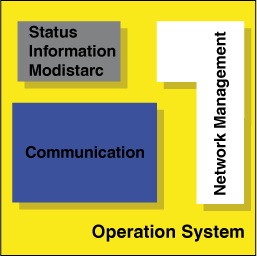 Status
Information
Modistarc
Network Management
Communication
Operation System